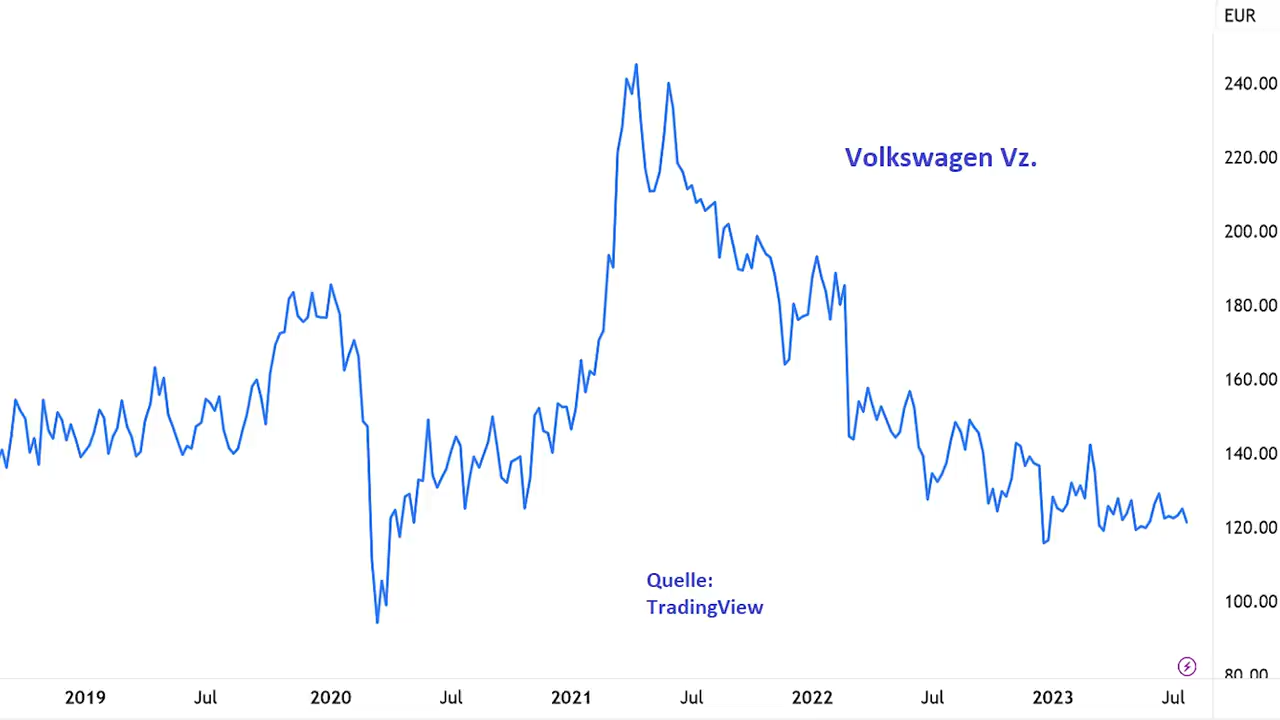 EUR
240.00
Volkswagen Vz.
220.00
200.00
180.00
160.00
140.00
120.00
Quelle:
TradingView
100.00
80.00
2019 Jul 2020 Jul 2021 Jul 2022 Jul 2023 Jul